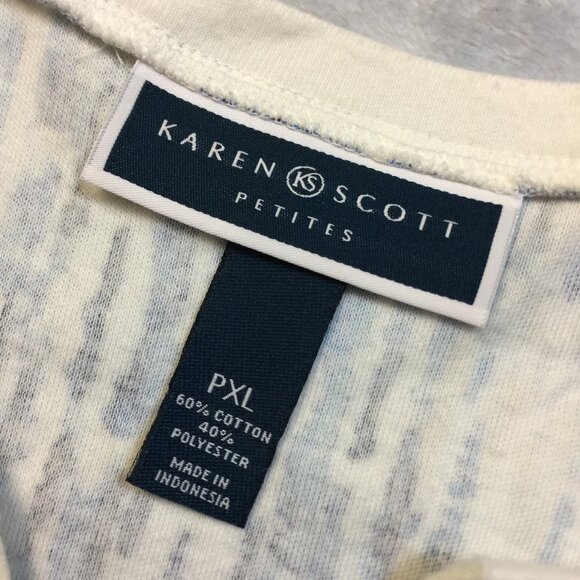 KAREN KS SCOTT
PETITES
PXL
60% COTTON
40%
POLYESTER
MADE IN
INDONESIA